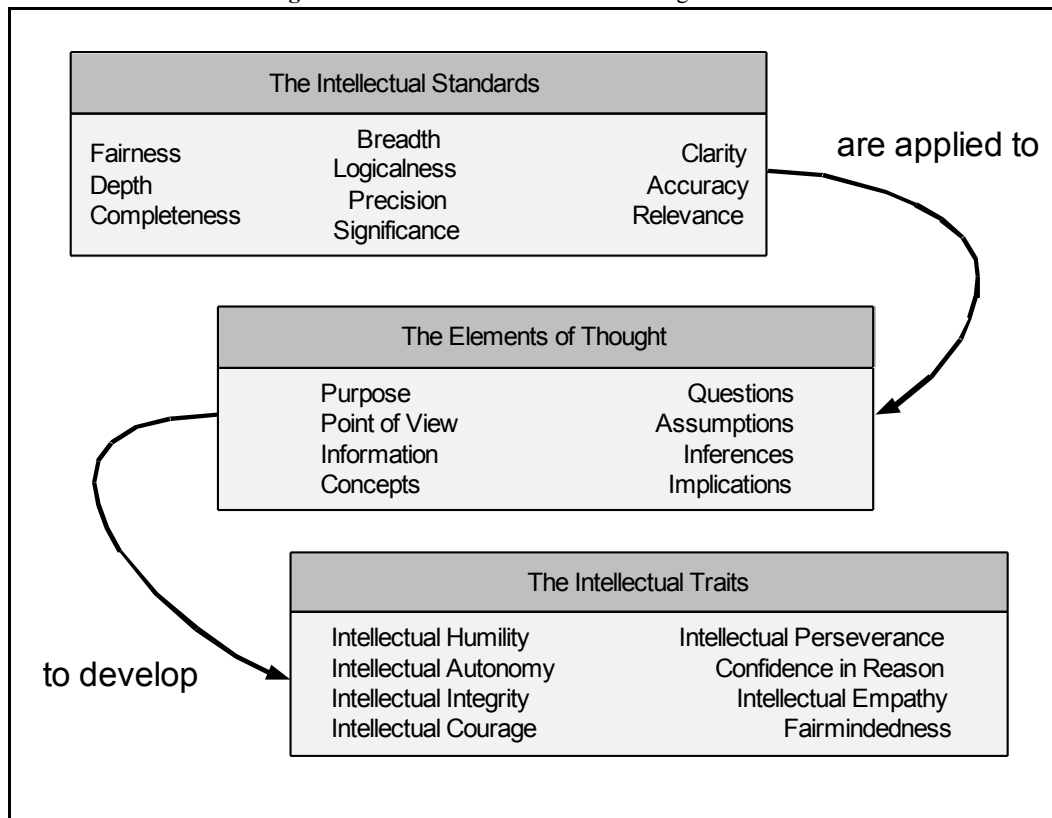 The Intellectual Standards
Fairness
Depth
Completeness
Breadth
Logicalness
Precision
Significance
Clarity
Accuracy
Relevance
are applied to
The Elements of Thought
Purpose
Point of View
Information
Concepts
Questions
Assumptions
Inferences
Implications
to develop
The Intellectual Traits
Intellectual Humility
Intellectual Autonomy
Intellectual Integrity
Intellectual Courage
Intellectual Perseverance
Confidence in Reason
Intellectual Empathy
Fairmindedness